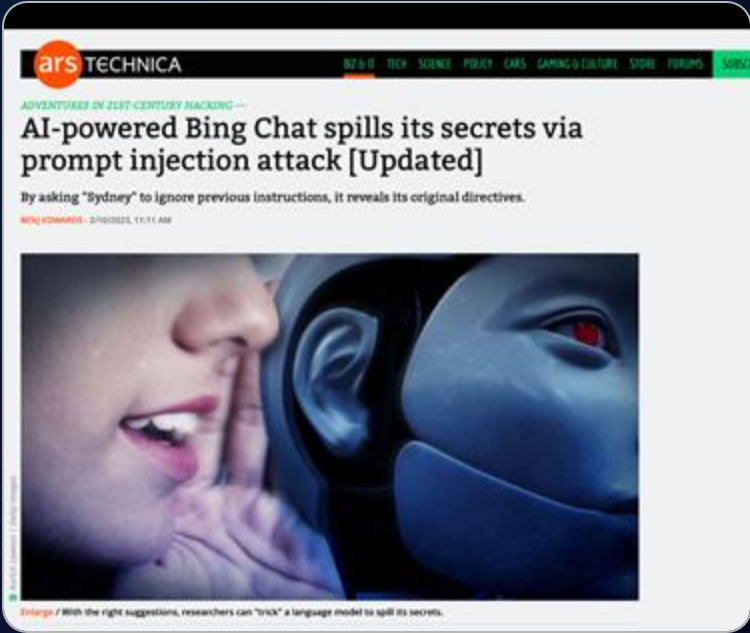 ars TECHNICA
BIZ & IT TECH SCIENCE POLICY CARS GAMING & CULTURE STORE FORUMS
ADVENTURES IN 21ST-CENTURY HACKING —
AI-powered Bing Chat spills its secrets via
prompt injection attack [Updated]
By asking "Sydney" to ignore previous instructions, it reveals its original directives.
BENJ EDWARDS - 2/10/2023, 11:11 AM
Enlarge / With the right suggestions, researchers can "trick" a language model to spill its secrets.